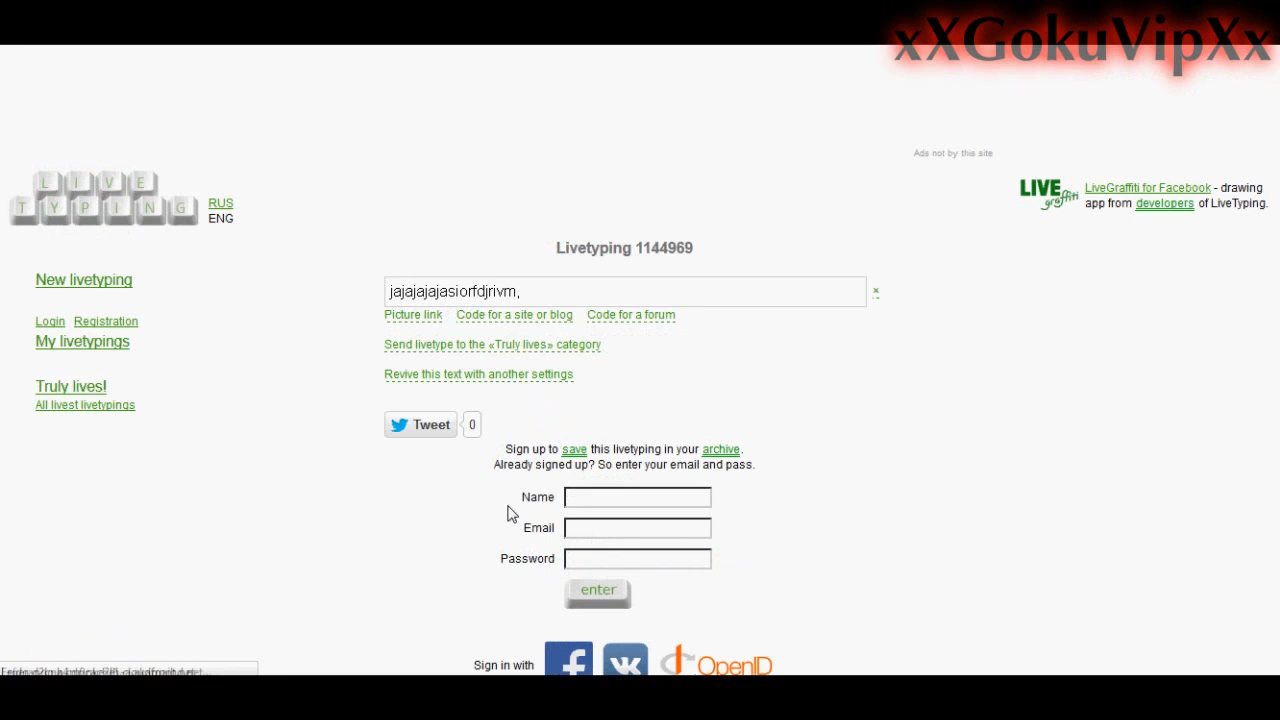 xXGokuVipXx
Ads not by this site
LIVE
TYPING
RUS
ENG
LIVE
graffiti
LiveGraffiti for Facebook - drawing
app from developers of LiveTyping.
Livetyping 1144969
New livetyping
jajajajajasiorfdjrivm,
×
Picture link Code for a site or blog Code for a forum
Login Registration
My livetypings
Send livetype to the «Truly lives» category
Revive this text with another settings
Truly lives!
All livest livetypings
Tweet 0
Sign up to save this livetyping in your archive.
Already signed up? So enter your email and pass.
Name
Email
Password
enter
Sign in with
OpenID